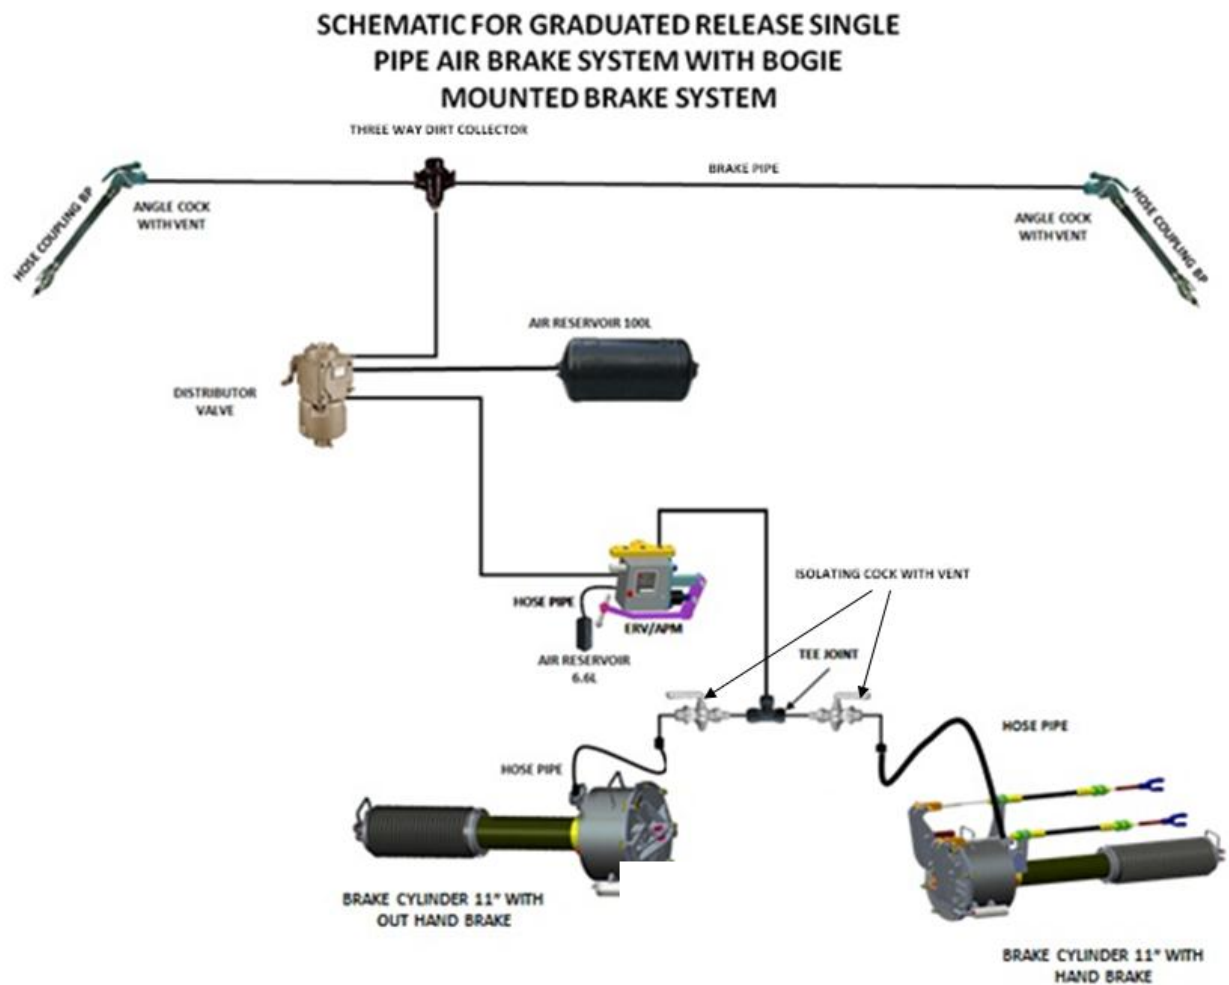 SCHEMATIC FOR GRADUATED RELEASE SINGLE
PIPE AIR BRAKE SYSTEM WITH BOGIE
MOUNTED BRAKE SYSTEM
THREE WAY DIRT COLLECTOR
BRAKE PIPE
HOSE COUPLING BP
ANGLE COCK
WITH VENT
ANGLE COCK
WITH VENT
HOSE COUPLING BP
AIR RESERVOIR 100L
DISTRIBUTOR
VALVE
ISOLATING COCK WITH VENT
HOSE PIPE
ERV/APM
AIR RESERVOIR
6.6L
TEE JOINT
HOSE PIPE
HOSE PIPE
BRAKE CYLINDER 11" WITH
OUT HAND BRAKE
BRAKE CYLINDER 11" WITH
HAND BRAKE